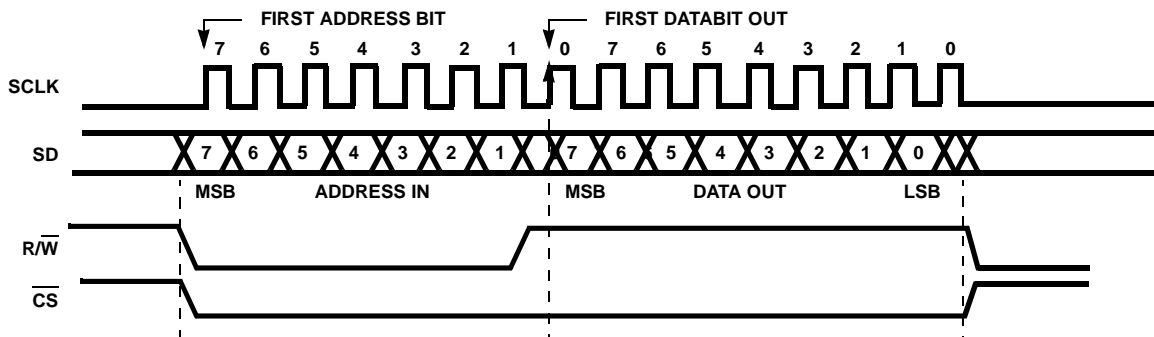 FIRST ADDRESS BIT FIRST DATABIT OUT
7 6 5 4 3 2 1 0 7 6 5 4 3 2 1 0
SCLK
SD 7 6 5 4 3 2 1 7 6 5 4 3 2 1 0
MSB ADDRESS IN MSB DATA OUT LSB
R/W̅
C̅S̅